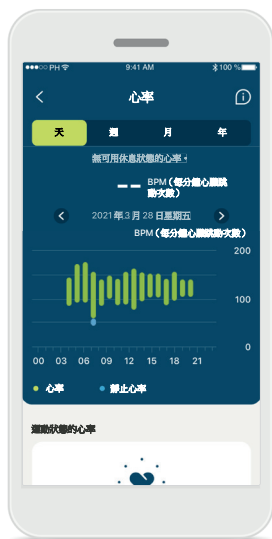 PH 9:41 AM 100 %
心率
天 週 月 年
無可用休息狀態的心率
-- BPM（每分鐘心臟跳
動次數）
2021 年 3 月 28 日星期五
BPM（每分鐘心臟跳動次數）
200
100
0
00 03 06 09 12 15 18 21
心率 靜止心率
運動狀態的心率